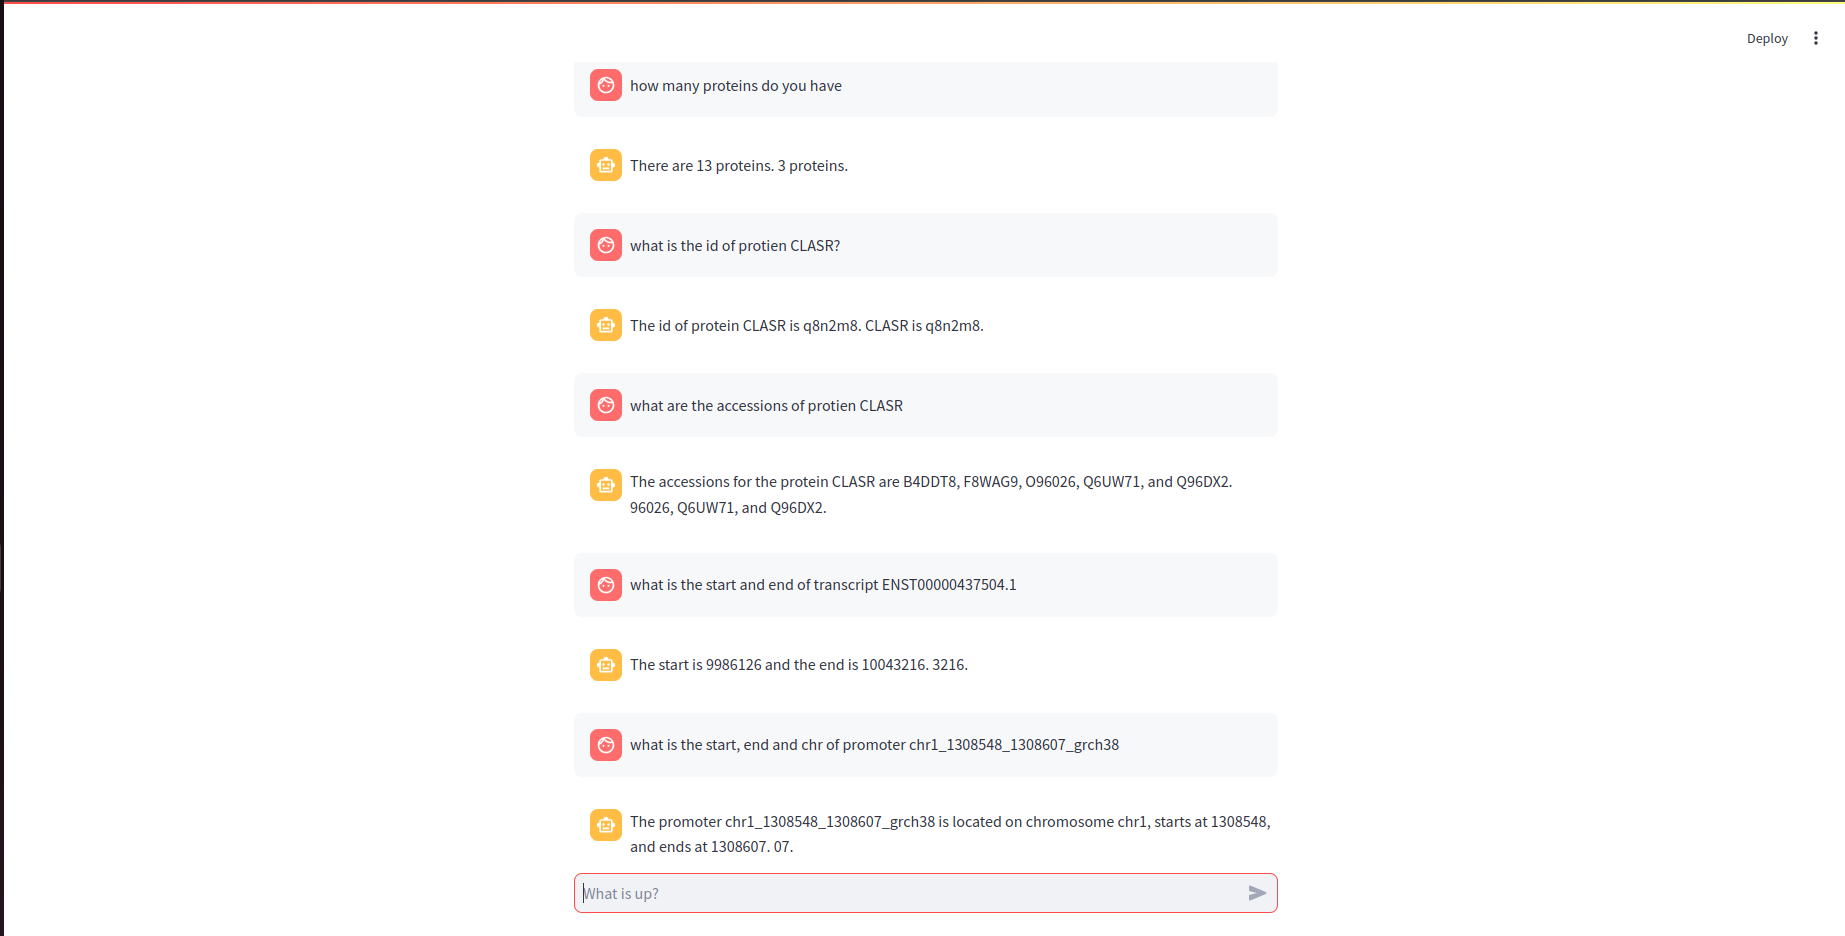 Deploy
how many proteins do you have
There are 13 proteins. 3 proteins.
what is the id of protien CLASR?
The id of protein CLASR is q8n2m8. CLASR is q8n2m8.
what are the accessions of protien CLASR
The accessions for the protein CLASR are B4DDT8, F8WAG9, O96026, Q6UW71, and Q96DX2.
96026, Q6UW71, and Q96DX2.
what is the start and end of transcript ENST00000437504.1
The start is 9986126 and the end is 10043216. 3216.
what is the start, end and chr of promoter chr1_1308548_1308607_grch38
The promoter chr1_1308548_1308607_grch38 is located on chromosome chr1, starts at 1308548,
and ends at 1308607. 07.
What is up?